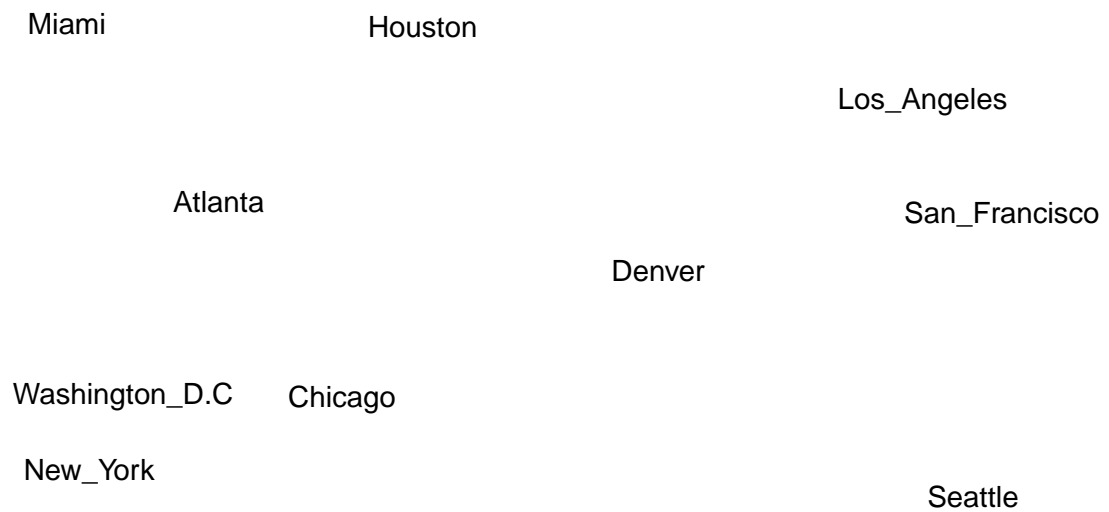 Miami
Houston
Los_Angeles
Atlanta
San_Francisco
Denver
Washington_D.C
Chicago
New_York
Seattle